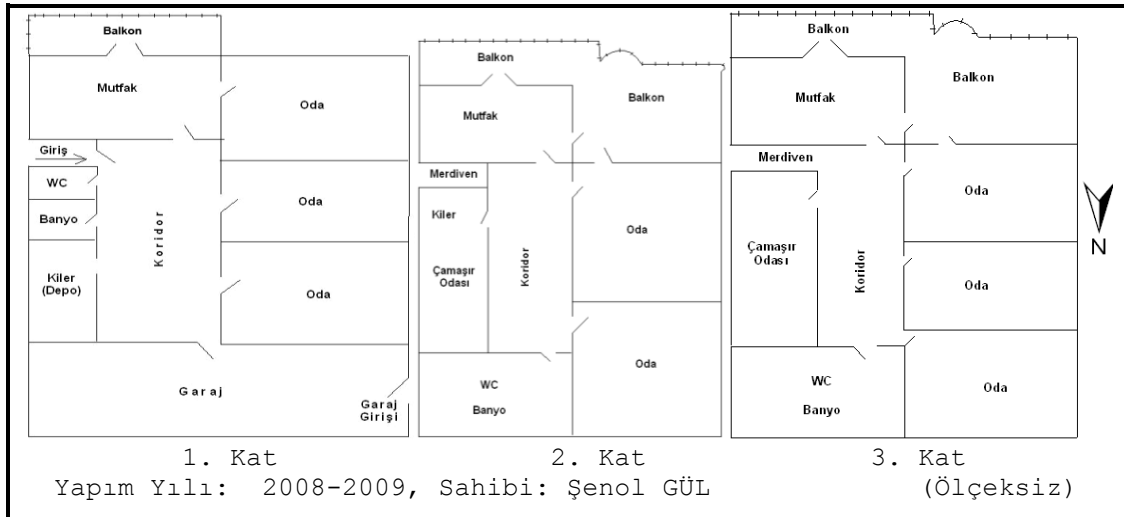 Balkon
Mutfak
Oda
Giriş
WC
Banyo
Oda
Koridor
Kiler
(Depo)
Oda
Garaj
Garaj
Girişi
Balkon
Balkon
Mutfak
Merdiven
Kiler
Oda
Çamaşır
Odası
Koridor
Oda
WC
Banyo
Balkon
Balkon
Mutfak
Merdiven
Oda
Çamaşır
Odası
Koridor
Oda
WC
Banyo
Oda
N
1. Kat 2. Kat 3. Kat
Yapım Yılı: 2008-2009, Sahibi: Şenol GÜL (Ölçeksiz)